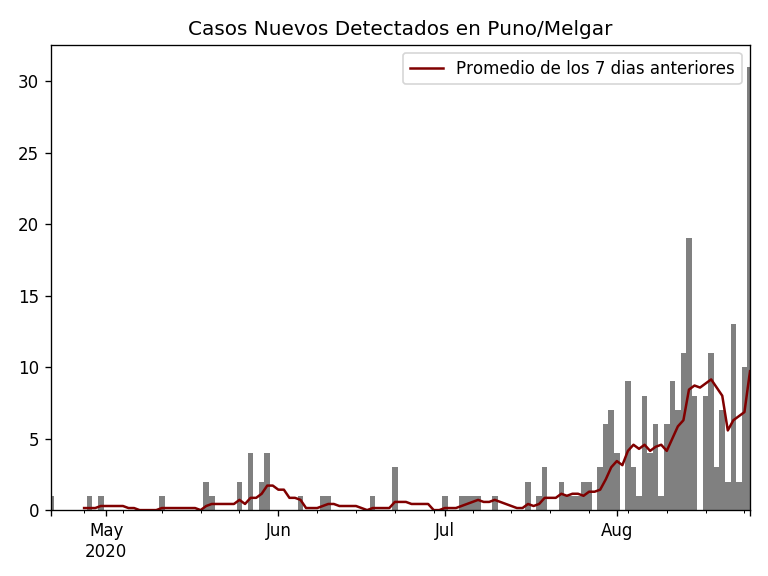 Casos Nuevos Detectados en Puno/Melgar
Promedio de los 7 dias anteriores
30
25
20
15
10
5
0
May
2020
Jun
Jul
Aug